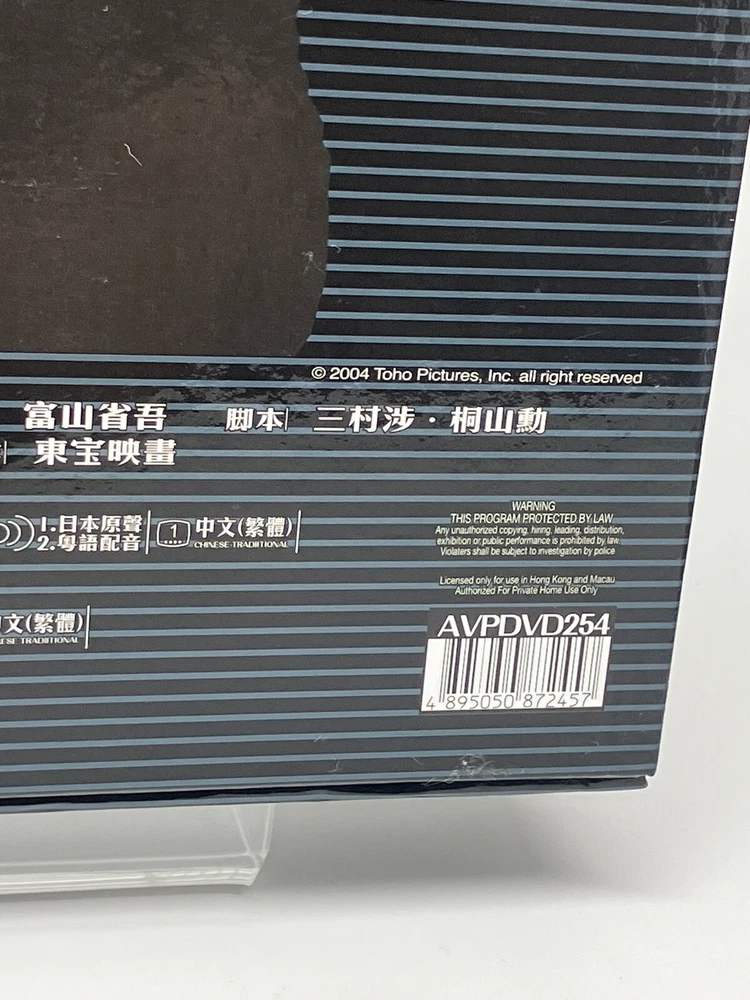 © 2004 Toho Pictures, Inc. all right reserved
富山省吾 脚本| 三村涉・桐山勳
東宝映畫
1.日本原聲
2.粵語配音
1 中文(繁體)
CHINESE-TRADITIONAL
WARNING
THIS PROGRAM PROTECTED BY LAW
Any unauthorized copying, hiring, leading, distribution,
exhibition or public performance is prohibited by law.
Violaters shall be subject to investigation by police
Licensed only for use in Hong Kong and Macau
Authorized For Private Home Use Only
文(繁體)
ESE TRADITIONAL
AVPDVD254
4 895050 872457